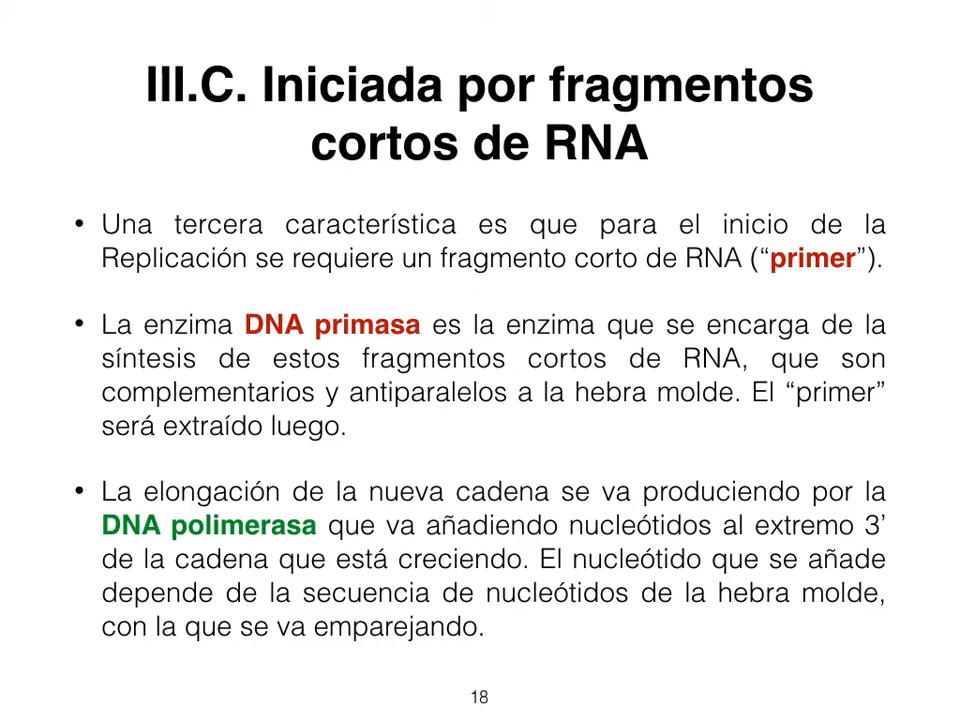 III.C. Iniciada por fragmentos
cortos de RNA
• Una tercera característica es que para el inicio de la
Replicación se requiere un fragmento corto de RNA (“primer”).
• La enzima DNA primasa es la enzima que se encarga de la
síntesis de estos fragmentos cortos de RNA, que son
complementarios y antiparalelos a la hebra molde. El “primer”
será extraído luego.
• La elongación de la nueva cadena se va produciendo por la
DNA polimerasa que va añadiendo nucleótidos al extremo 3’
de la cadena que está creciendo. El nucleótido que se añade
depende de la secuencia de nucleótidos de la hebra molde,
con la que se va emparejando.
18